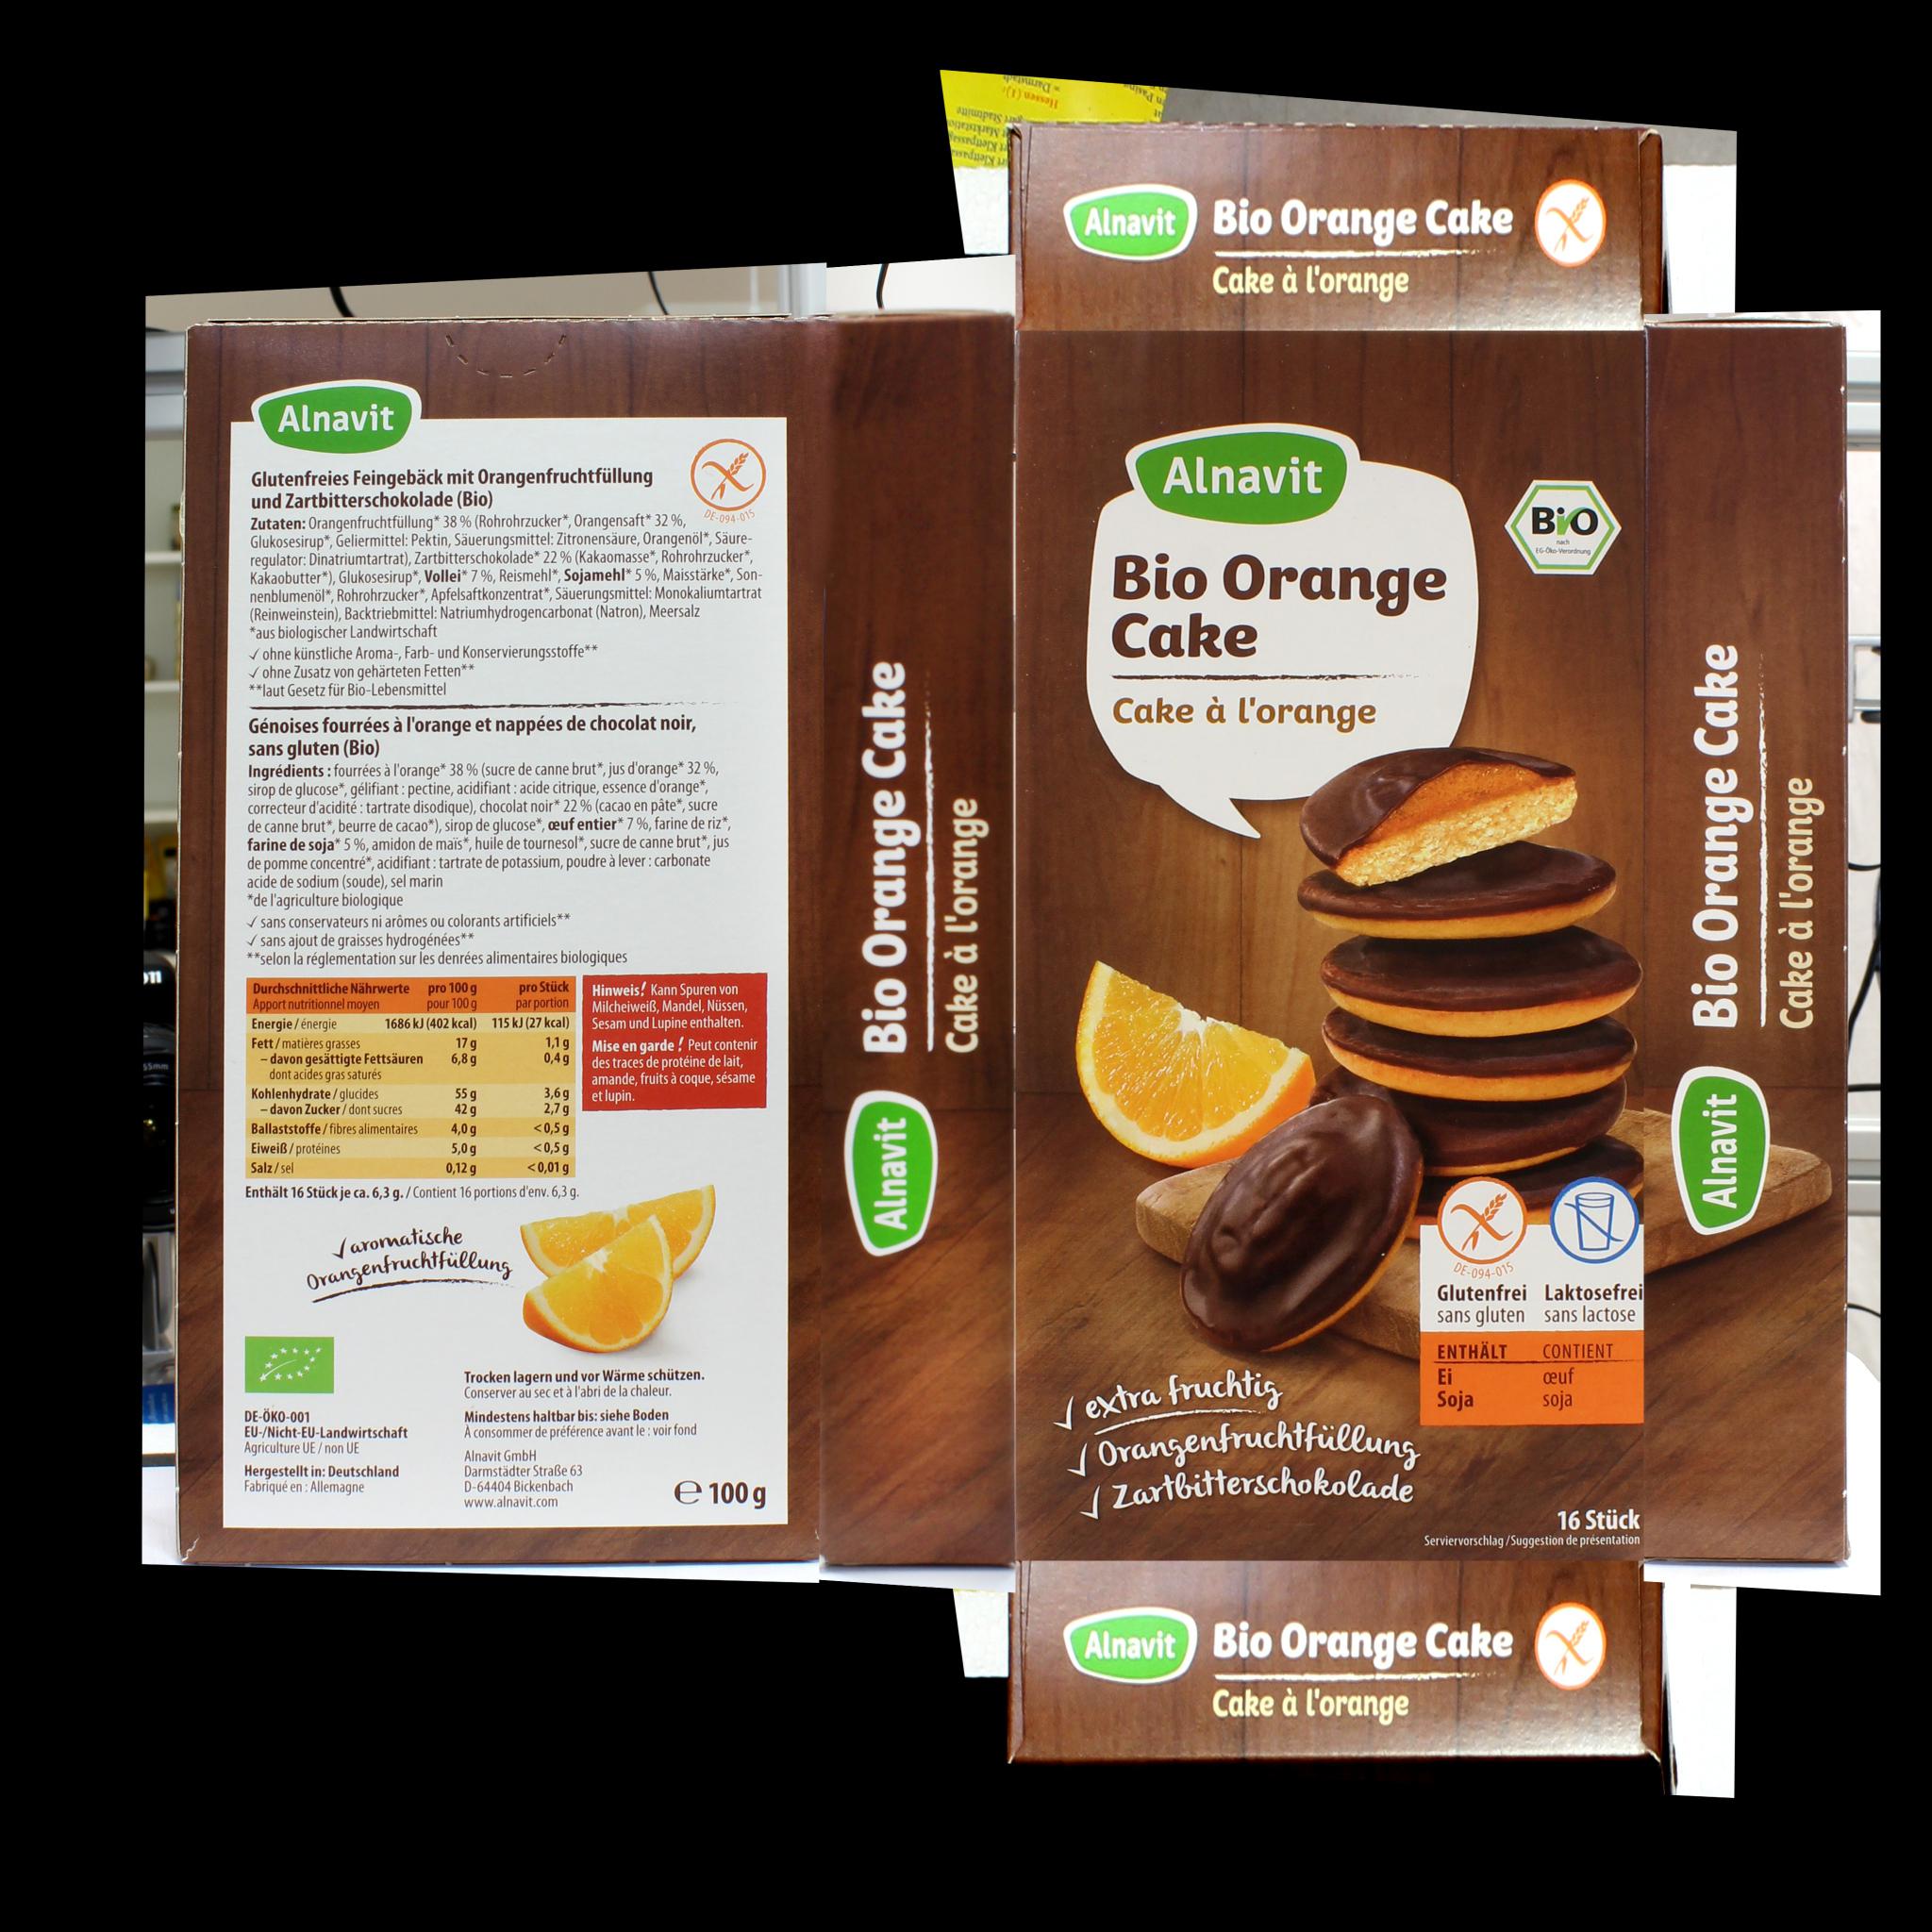 Alnavit
Glutenfreies Feingebäck mit Orangenfruchtfüllung
und Zartbitterschokolade (Bio)
DE-094-015
Zutaten: Orangenfruchtfüllung* 38 % (Rohrohrzucker*, Orangensaft* 32 %,
Glukosesirup*, Geliermittel: Pektin, Säuerungsmittel: Zitronensäure, Orangenöl*, Säure-
regulator: Dinatriumtartrat), Zartbitterschokolade* 22 % (Kakaomasse*, Rohrohrzucker*,
Kakaobutter*), Glukosesirup*, Vollei* 7 %, Reismehl*, Sojamehl* 5 %, Maisstärke*, Son-
nenblumenöl*, Rohrohrzucker*, Apfelsaftkonzentrat*, Säuerungsmittel: Monokaliumtartrat
(Reinweinstein), Backtriebmittel: Natriumhydrogencarbonat (Natron), Meersalz
*aus biologischer Landwirtschaft
✓ ohne künstliche Aroma-, Farb- und Konservierungsstoffe**
✓ ohne Zusatz von gehärteten Fetten**
**laut Gesetz für Bio-Lebensmittel
Génoises fourrées à l'orange et nappées de chocolat noir,
sans gluten (Bio)
Ingrédients : fourrées à l'orange* 38 % (sucre de canne brut*, jus d'orange* 32 %,
sirop de glucose*, gélifiant : pectine, acidifiant : acide citrique, essence d'orange*,
correcteur d'acidité : tartrate disodique), chocolat noir* 22 % (cacao en pâte*, sucre
de canne brut*, beurre de cacao*), sirop de glucose*, œuf entier* 7 %, farine de riz*,
farine de soja* 5 %, amidon de maïs*, huile de tournesol*, sucre de canne brut*, jus
de pomme concentré*, acidifiant : tartrate de potassium, poudre à lever : carbonate
acide de sodium (soude), sel marin
*de l'agriculture biologique
✓ sans conservateurs ni arômes ou colorants artificiels**
✓ sans ajout de graisses hydrogénées**
**selon la réglementation sur les denrées alimentaires biologiques
Durchschnittliche Nährwerte pro 100 g pro Stück
Apport nutritionnel moyen pour 100 g par portion
Energie / énergie 1686 kJ (402 kcal) 115 kJ (27 kcal)
Fett / matières grasses 17 g 1,1 g
– davon gesättigte Fettsäuren 6,8 g 0,4 g
dont acides gras saturés
Kohlenhydrate / glucides 55 g 3,6 g
– davon Zucker / dont sucres 42 g 2,7 g
Ballaststoffe / fibres alimentaires 4,0 g <0,5 g
Eiweiß / protéines 5,0 g <0,5 g
Salz / sel 0,12 g <0,01 g
Hinweis! Kann Spuren von
Milcheiweiß, Mandel, Nüssen,
Sesam und Lupine enthalten.
Mise en garde ! Peut contenir
des traces de protéine de lait,
amande, fruits à coque, sésame
et lupin.
Enthält 16 Stück je ca. 6,3 g. / Contient 16 portions d'env. 6,3 g.
✓ aromatische
Orangenfruchtfüllung
DE-ÖKO-001
EU-/Nicht-EU-Landwirtschaft
Agriculture UE / non UE
Hergestellt in: Deutschland
Fabriqué en : Allemagne
Trocken lagern und vor Wärme schützen.
Conserver au sec et à l'abri de la chaleur.
Mindestens haltbar bis: siehe Boden
À consommer de préférence avant le : voir fond
Alnavit GmbH
Darmstädter Straße 63
D-64404 Bickenbach
www.alnavit.com
℮ 100 g
Bio Orange Cake
Cake à l'orange
Alnavit
Alnavit
Bio Orange Cake
Cake à l'orange
Alnavit
Bio Orange
Cake
Cake à l'orange
Bio
nach
EG-Öko-Verordnung
DE-094-015
Glutenfrei Laktosefrei
sans gluten sans lactose
ENTHÄLT CONTIENT
Ei œuf
Soja soja
✓ extra fruchtig
✓ Orangenfruchtfüllung
✓ Zartbitterschokolade
16 Stück
Serviervorschlag / Suggestion de présentation
Bio Orange Cake
Cake à l'orange
Alnavit
Alnavit
Bio Orange Cake
Cake à l'orange